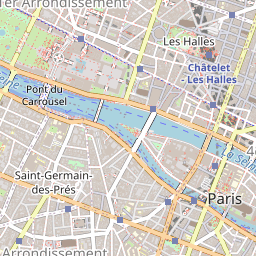 1er Arrondissement
Les Halles
Châtelet
- Les Halles
Pont du
Carrousel
Saint-Germain-
des-Prés
Paris
Arrondissement